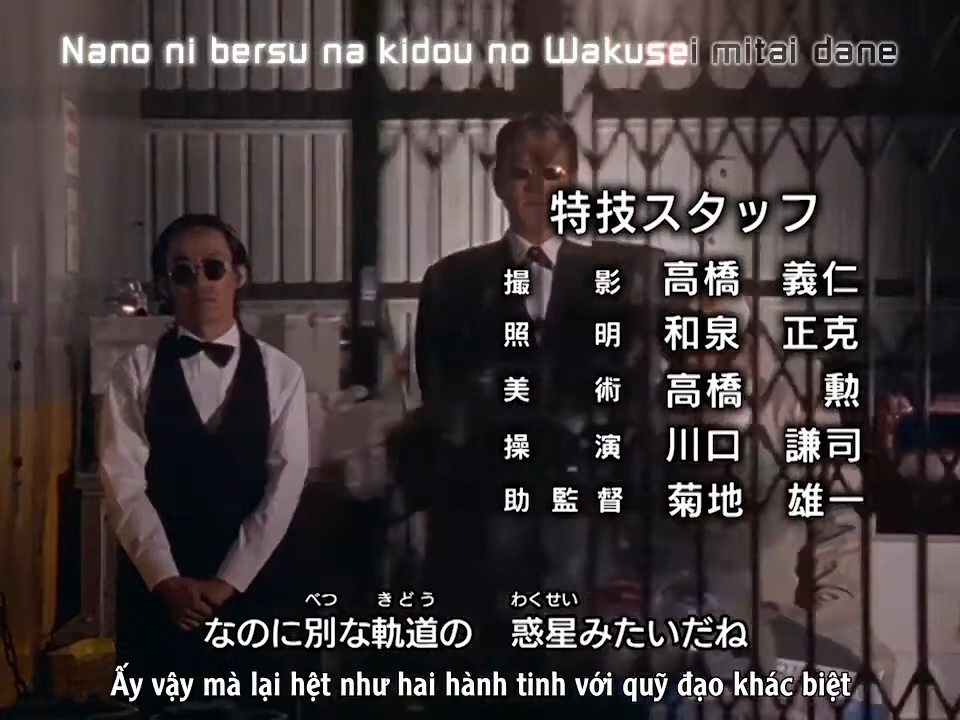 Nano ni bersu na kidou no Wakusei mitai dane
特技スタッフ
撮影 高橋 義仁
照明 和泉 正克
美術 高橋 勲
操演 川口 謙司
助監督 菊地 雄一
べつ きどう わくせい
なのに別な軌道の 惑星みたいだね
Ấy vậy mà lại hệt như hai hành tinh với quỹ đạo khác biệt